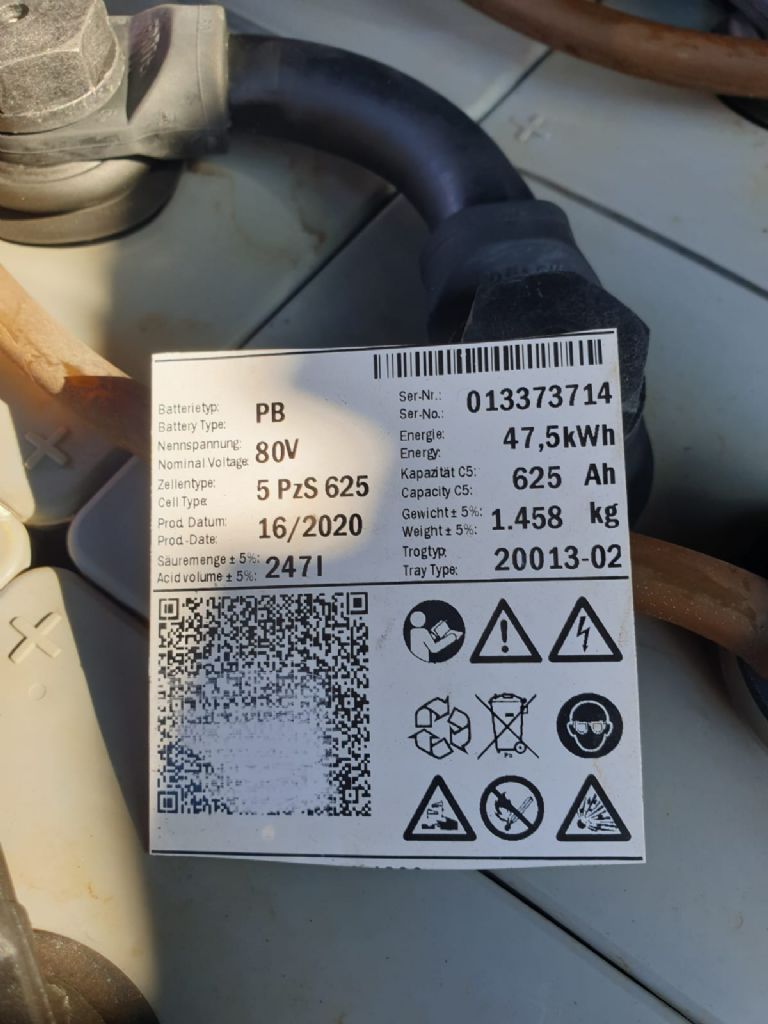 Batterietyp:
Battery Type:
PB
Nennspannung:
Nominal Voltage:
80V
Zellentype:
Cell Type:
5 PzS 625
Prod. Datum:
Prod.-Date:
16/2020
Säuremenge ± 5%:
Acid volume ± 5%:
247l
Ser-Nr.:
Ser-No.:
013373714
Energie:
Energy:
47,5kWh
Kapazität C5:
Capacity C5:
625 Ah
Gewicht ± 5%:
Weight ± 5%:
1.458 kg
Trogtyp:
Tray Type:
20013-02
Pb